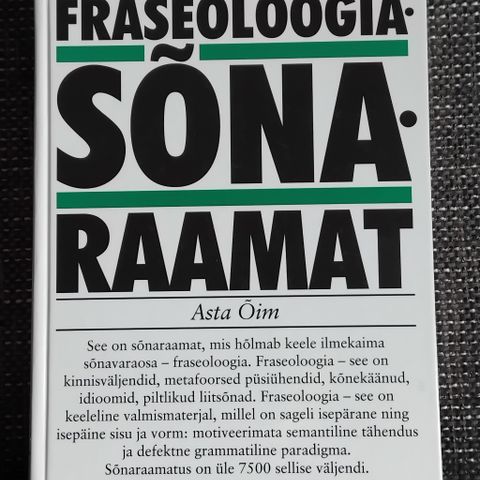 FRASEOLOOGIA·
SÕNA·
RAAMAT
Asta Õim
See on sõnaraamat, mis hõlmab keele ilmekaima
sõnavaraosa – fraseoloogia. Fraseoloogia – see on
kinnisväljendid, metafoorsed püsiühendid, kõnekäänud,
idioomid, piltlikud liitsõnad. Fraseoloogia – see on
keeleline valmismaterjal, millel on sageli isepärane ning
isepäine sisu ja vorm: motiveerimata semantiline tähendus
ja defektne grammatiline paradigma.
Sõnaraamatus on üle 7500 sellise väljendi.